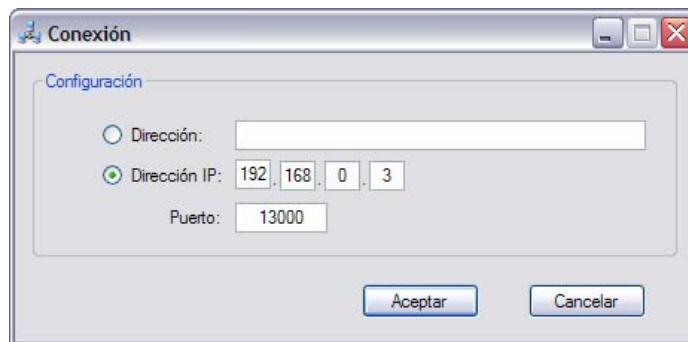 Conexión
Configuración
Dirección:
Dirección IP: 192 . 168 . 0 . 3
Puerto: 13000
Aceptar Cancelar